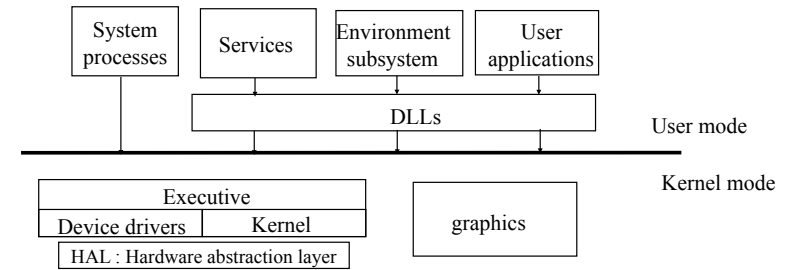 System
processes
Services
Environment
subsystem
User
applications
DLLs
User mode
Kernel mode
Executive
Device drivers
Kernel
graphics
HAL : Hardware abstraction layer